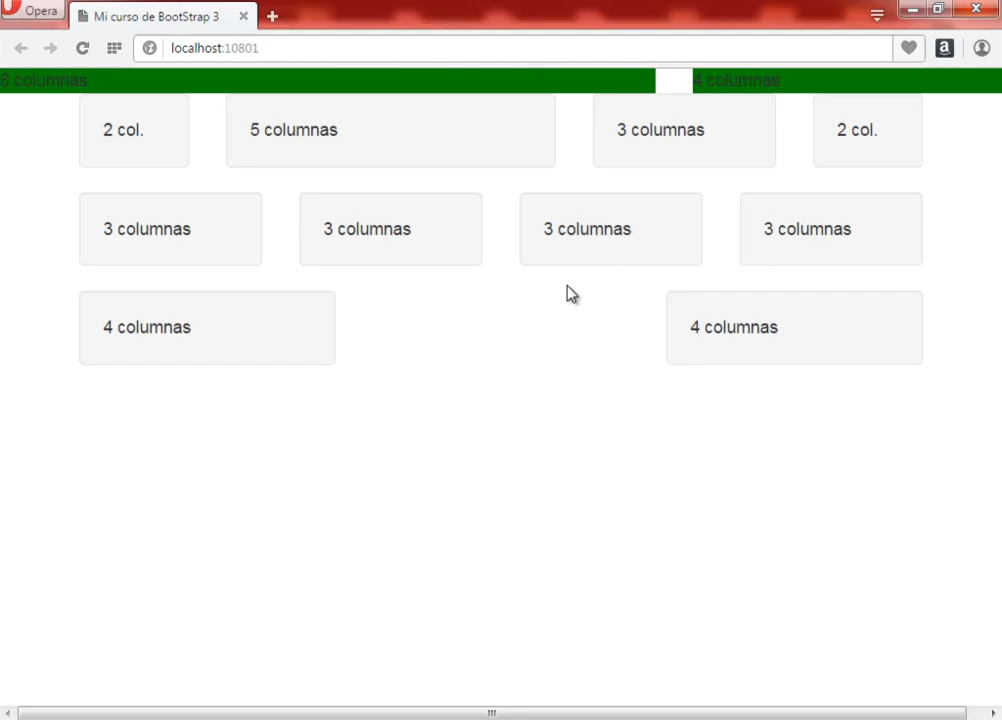 Opera
Mi curso de BootStrap 3
localhost:10801
8 columnas
4 columnas
2 col.
5 columnas
3 columnas
2 col.
3 columnas
3 columnas
3 columnas
3 columnas
4 columnas
4 columnas